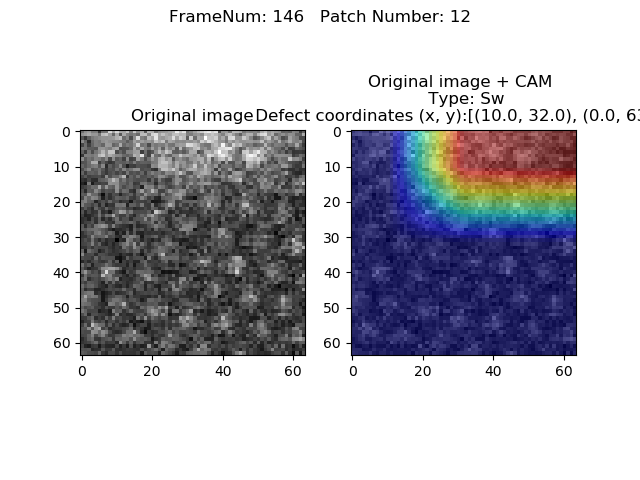 FrameNum: 146   Patch Number: 12
Original image + CAM
Type: Sw
Original image
Defect coordinates (x, y):[(10.0, 32.0), (0.0, 63
0
10
20
30
40
50
60
0 20 40 60
0
10
20
30
40
50
60
0 20 40 60